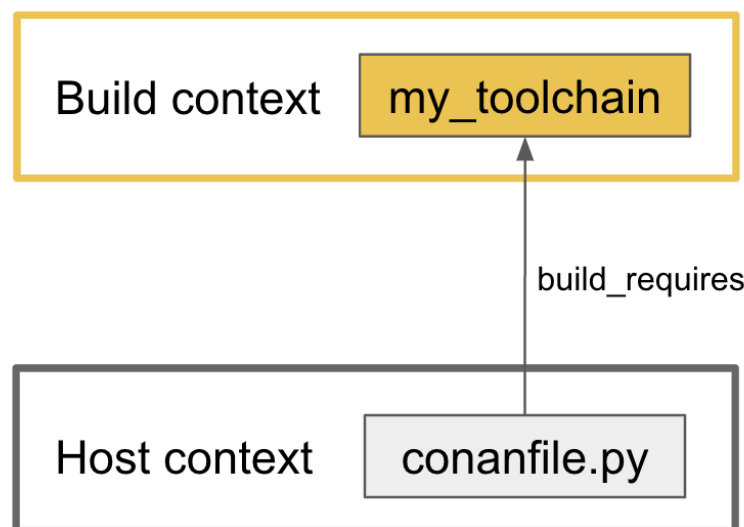 Build context
my_toolchain
build_requires
Host context
conanfile.py